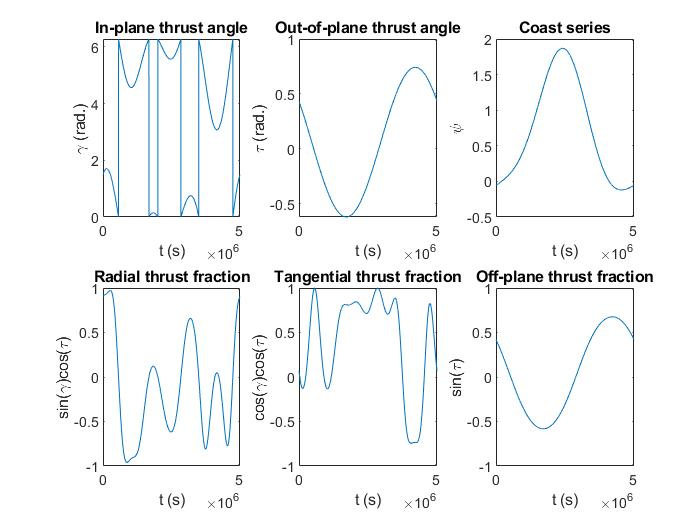 In-plane thrust angle
6
4
2
0
γ (rad.)
0
5
t (s)
×10⁶
Out-of-plane thrust angle
1
0.5
0
-0.5
τ (rad.)
0
5
t (s)
×10⁶
Coast series
2
1.5
1
0.5
0
-0.5
ψ
0
5
t (s)
×10⁶
Radial thrust fraction
1
0.5
0
-0.5
-1
sin(γ)cos(τ)
0
5
t (s)
×10⁶
Tangential thrust fraction
1
0.5
0
-0.5
-1
cos(γ)cos(τ)
0
5
t (s)
×10⁶
Off-plane thrust fraction
1
0.5
0
-0.5
-1
sin(τ)
0
5
t (s)
×10⁶